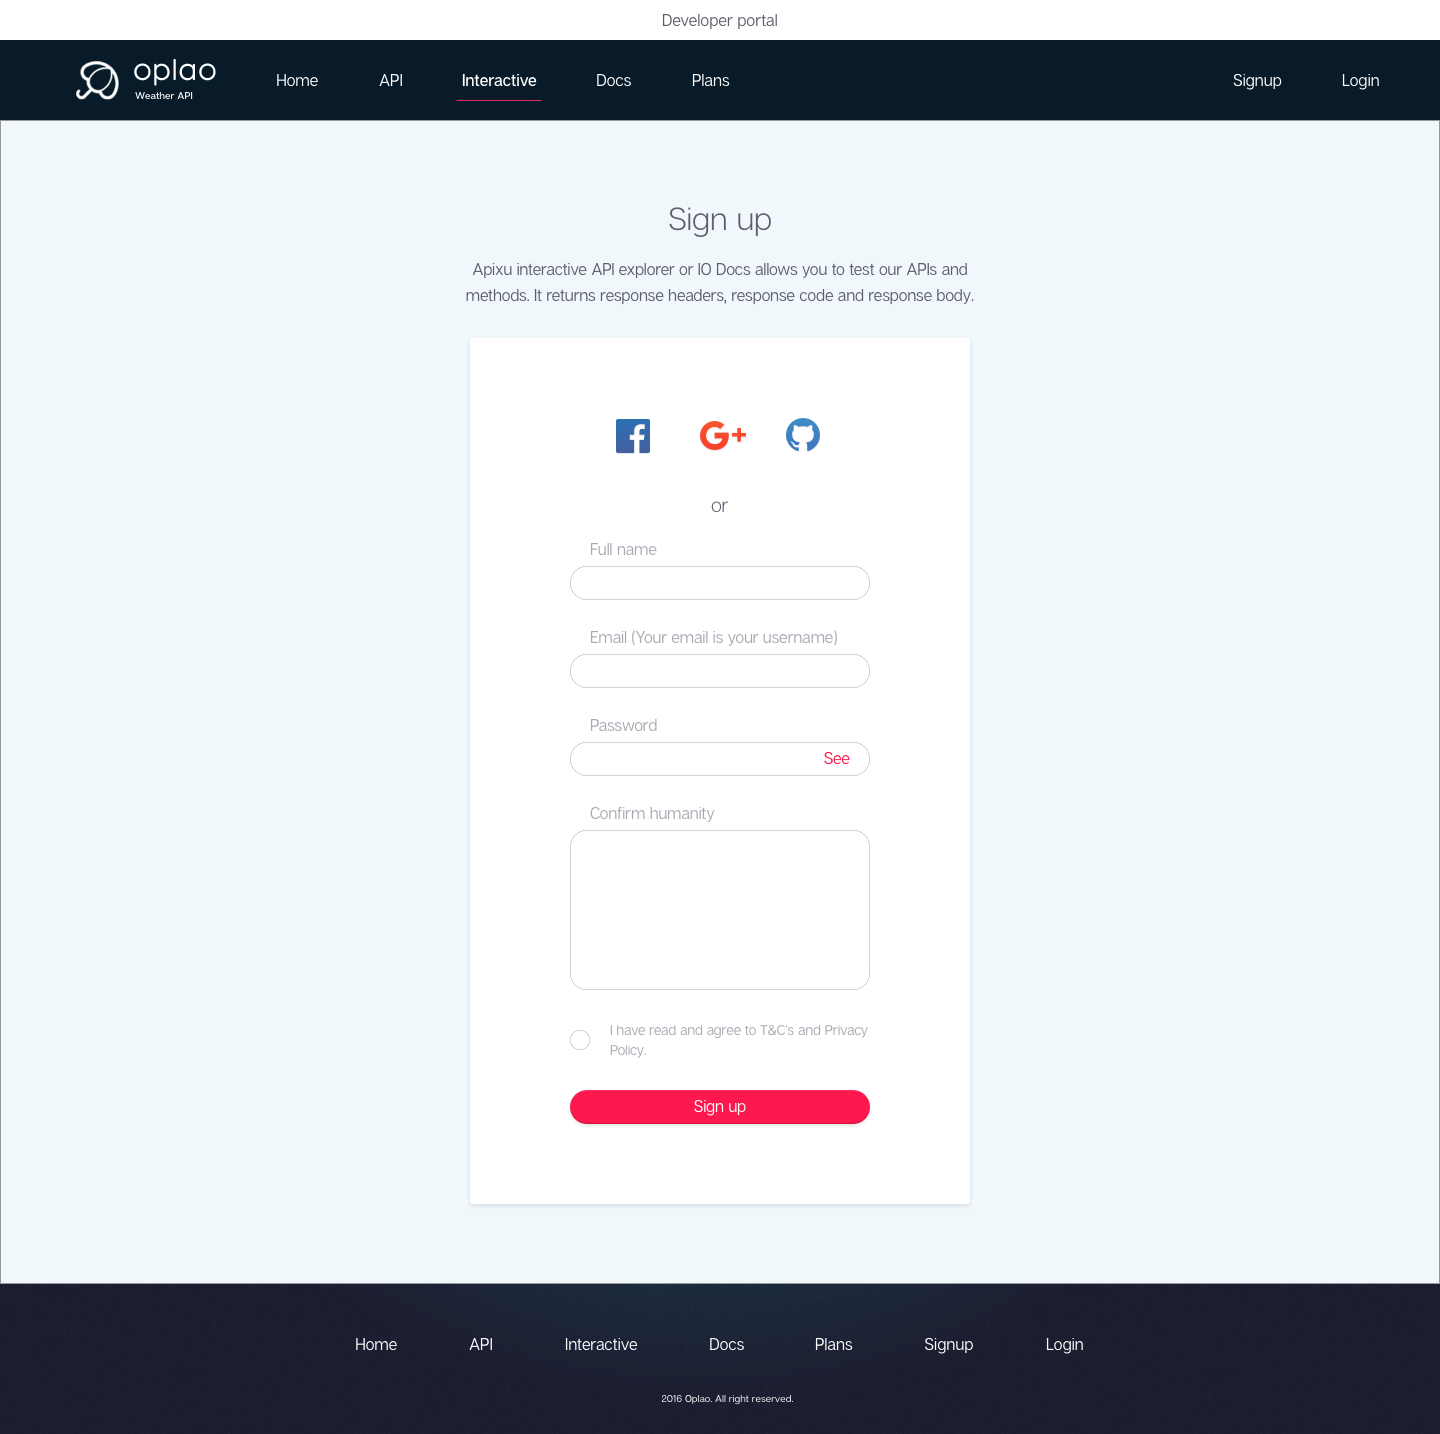 Developer portal
oplao
Weather API
Home API Interactive Docs Plans Signup Login
Sign up
Apixu interactive API explorer or IO Docs allows you to test our APIs and
methods. It returns response headers, response code and response body.
G+
or
Full name
Email (Your email is your username)
Password
See
Confirm humanity
I have read and agree to T&C's and Privacy
Policy.
Sign up
Home API Interactive Docs Plans Signup Login
2016 Oplao. All right reserved.